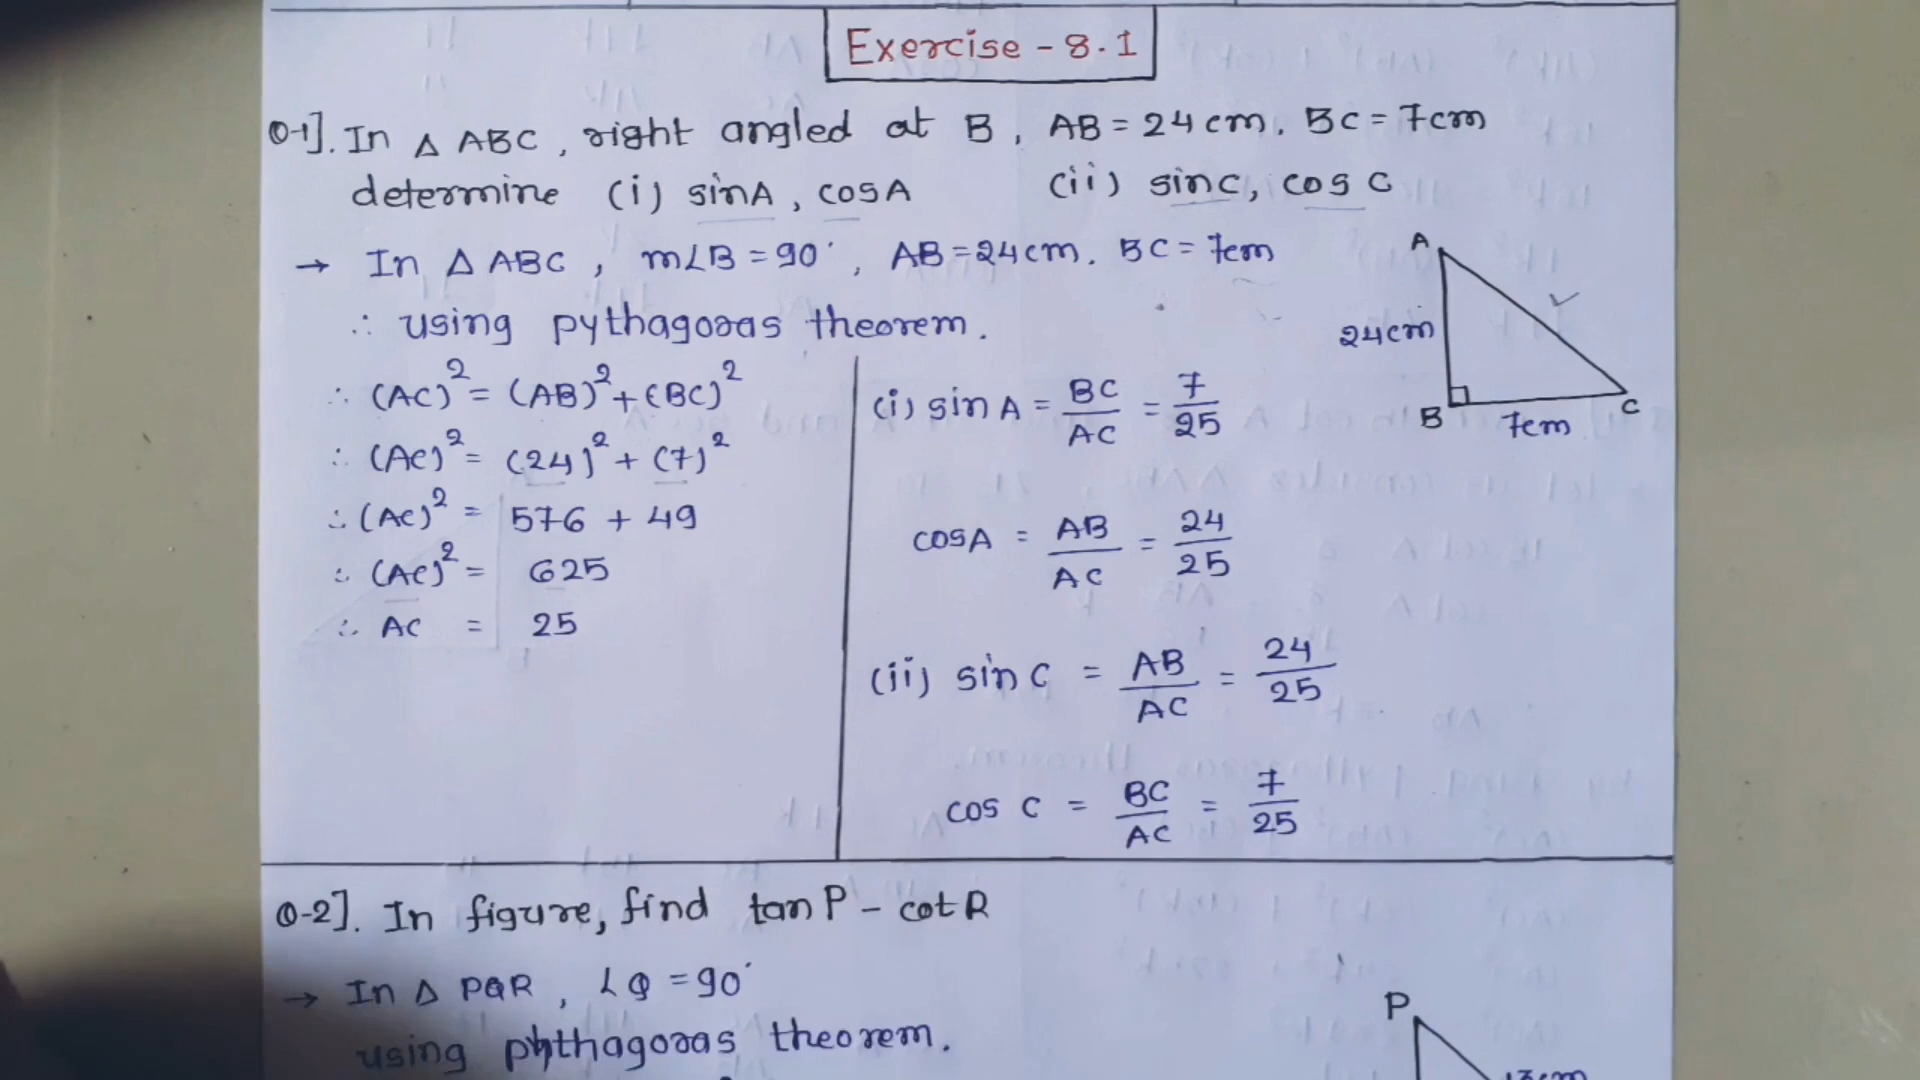 Exercise - 8.1
Q-1]. In △ ABC, right angled at B, AB = 24cm. BC = 7cm
determine (i) sinA, cosA (ii) sinC, cos C
→ In △ ABC, m∠B = 90°, AB = 24cm. BC = 7cm
∴ using pythagoras theorem.
∴ (AC)² = (AB)² + (BC)²
∴ (AC)² = (24)² + (7)²
∴ (AC)² = 576 + 49
∴ (AC)² = 625
∴ AC = 25
(i) sin A = BC/AC = 7/25
cosA = AB/AC = 24/25
(ii) sin C = AB/AC = 24/25
cos C = BC/AC = 7/25
A
24cm
B
7cm
C
Q-2]. In figure, find tan P - cot R
→ In △ PQR, ∠Q = 90°
using phthagoras theorem.
P